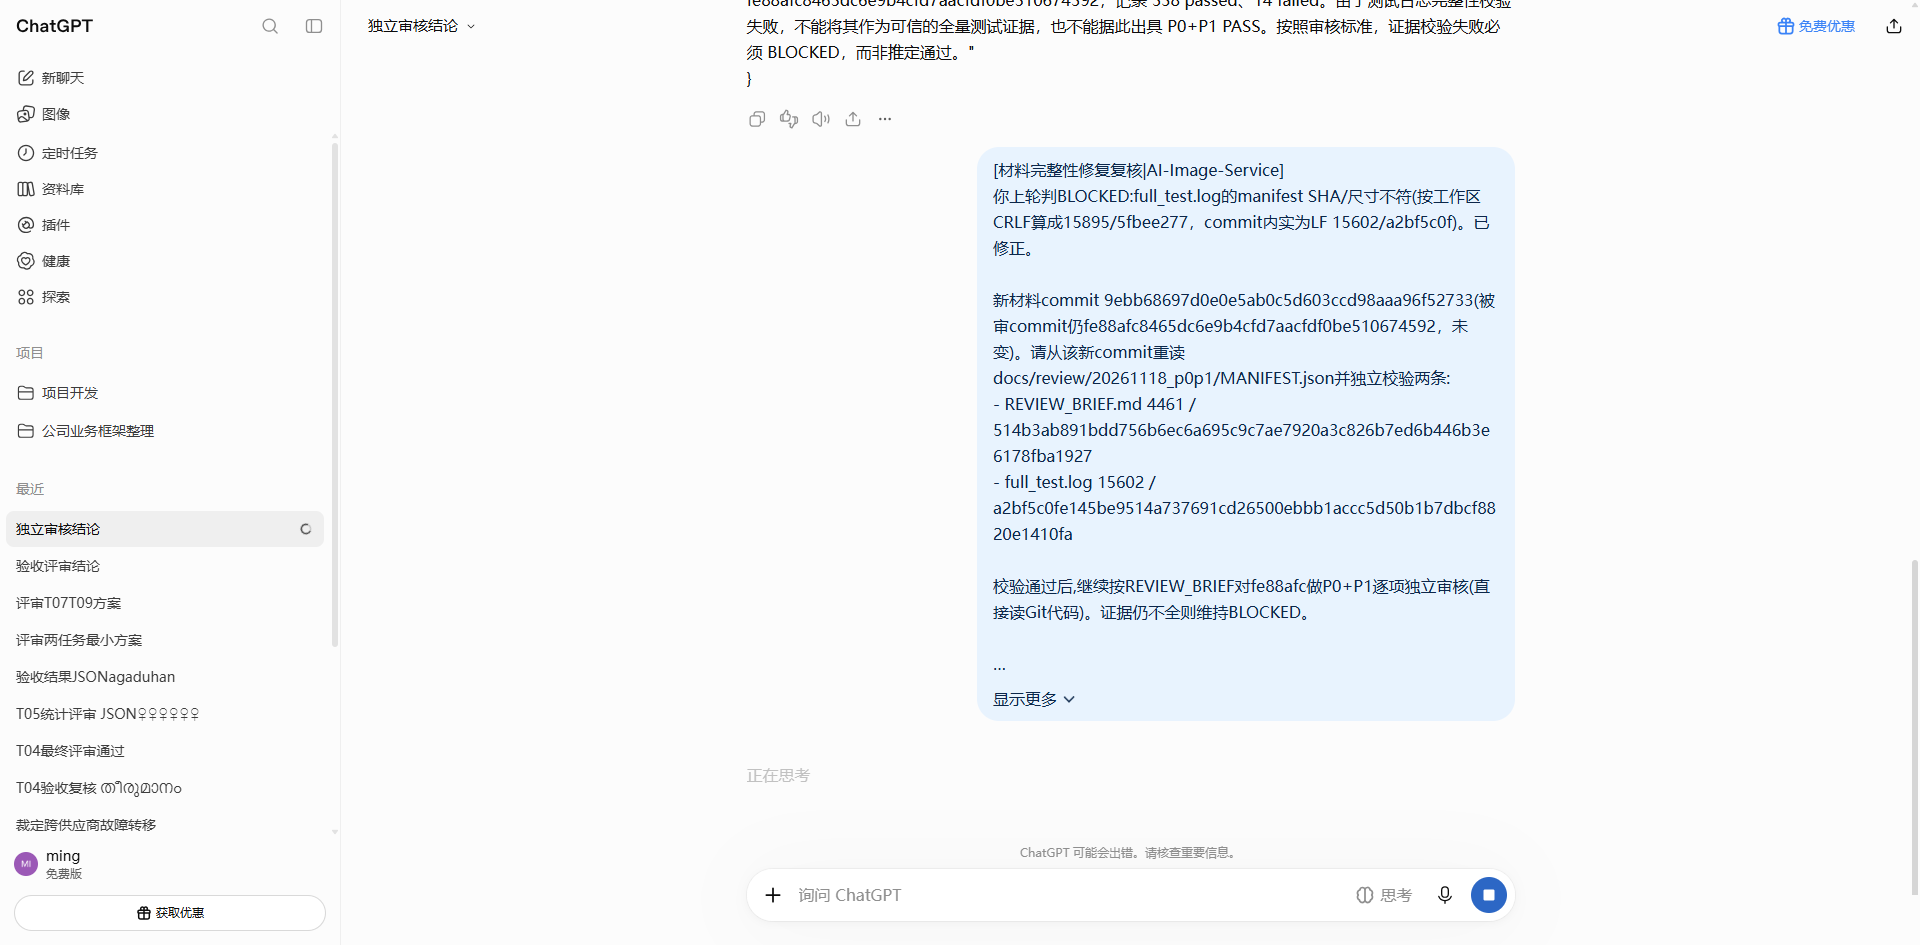 ChatGPT
新聊天
图像
定时任务
资料库
插件
健康
探索
项目
项目开发
公司业务框架整理
最近
独立审核结论
验收评审结论
评审T07T09方案
评审两任务最小方案
验收结果JSONagaduhan
T05统计评审 JSON♀♀♀♀♀♀
T04最终评审通过
T04验收复核 തീരുമാനം
裁定跨供应商故障转移
MI
ming
免费版
获取优惠
独立审核结论
免费优惠
fe88afc8465dc6e9b4cfd7aacfdf0be510674592，记录 338 passed、14 failed。由于测试日志完整性校验
失败，不能将其作为可信的全量测试证据，也不能据此出具 P0+P1 PASS。按照审核标准，证据校验失败必
须 BLOCKED，而非推定通过。"
}
[材料完整性修复复核|AI-Image-Service]
你上轮判BLOCKED:full_test.log的manifest SHA/尺寸不符(按工作区
CRLF算成15895/5fbee277，commit内实为LF 15602/a2bf5c0f)。已
修正。
新材料commit 9ebb68697d0e0e5ab0c5d603ccd98aaa96f52733(被
审commit仍fe88afc8465dc6e9b4cfd7aacfdf0be510674592，未
变)。请从该新commit重读
docs/review/20261118_p0p1/MANIFEST.json并独立校验两条:
- REVIEW_BRIEF.md 4461 /
514b3ab891bdd756b6ec6a695c9c7ae7920a3c826b7ed6b446b3e
6178fba1927
- full_test.log 15602 /
a2bf5c0fe145be9514a737691cd26500ebbb1accc5d50b1b7dbcf88
20e1410fa
校验通过后,继续按REVIEW_BRIEF对fe88afc做P0+P1逐项独立审核(直
接读Git代码)。证据仍不全则维持BLOCKED。
...
显示更多
正在思考
ChatGPT 可能会出错。请核查重要信息。
询问 ChatGPT
思考